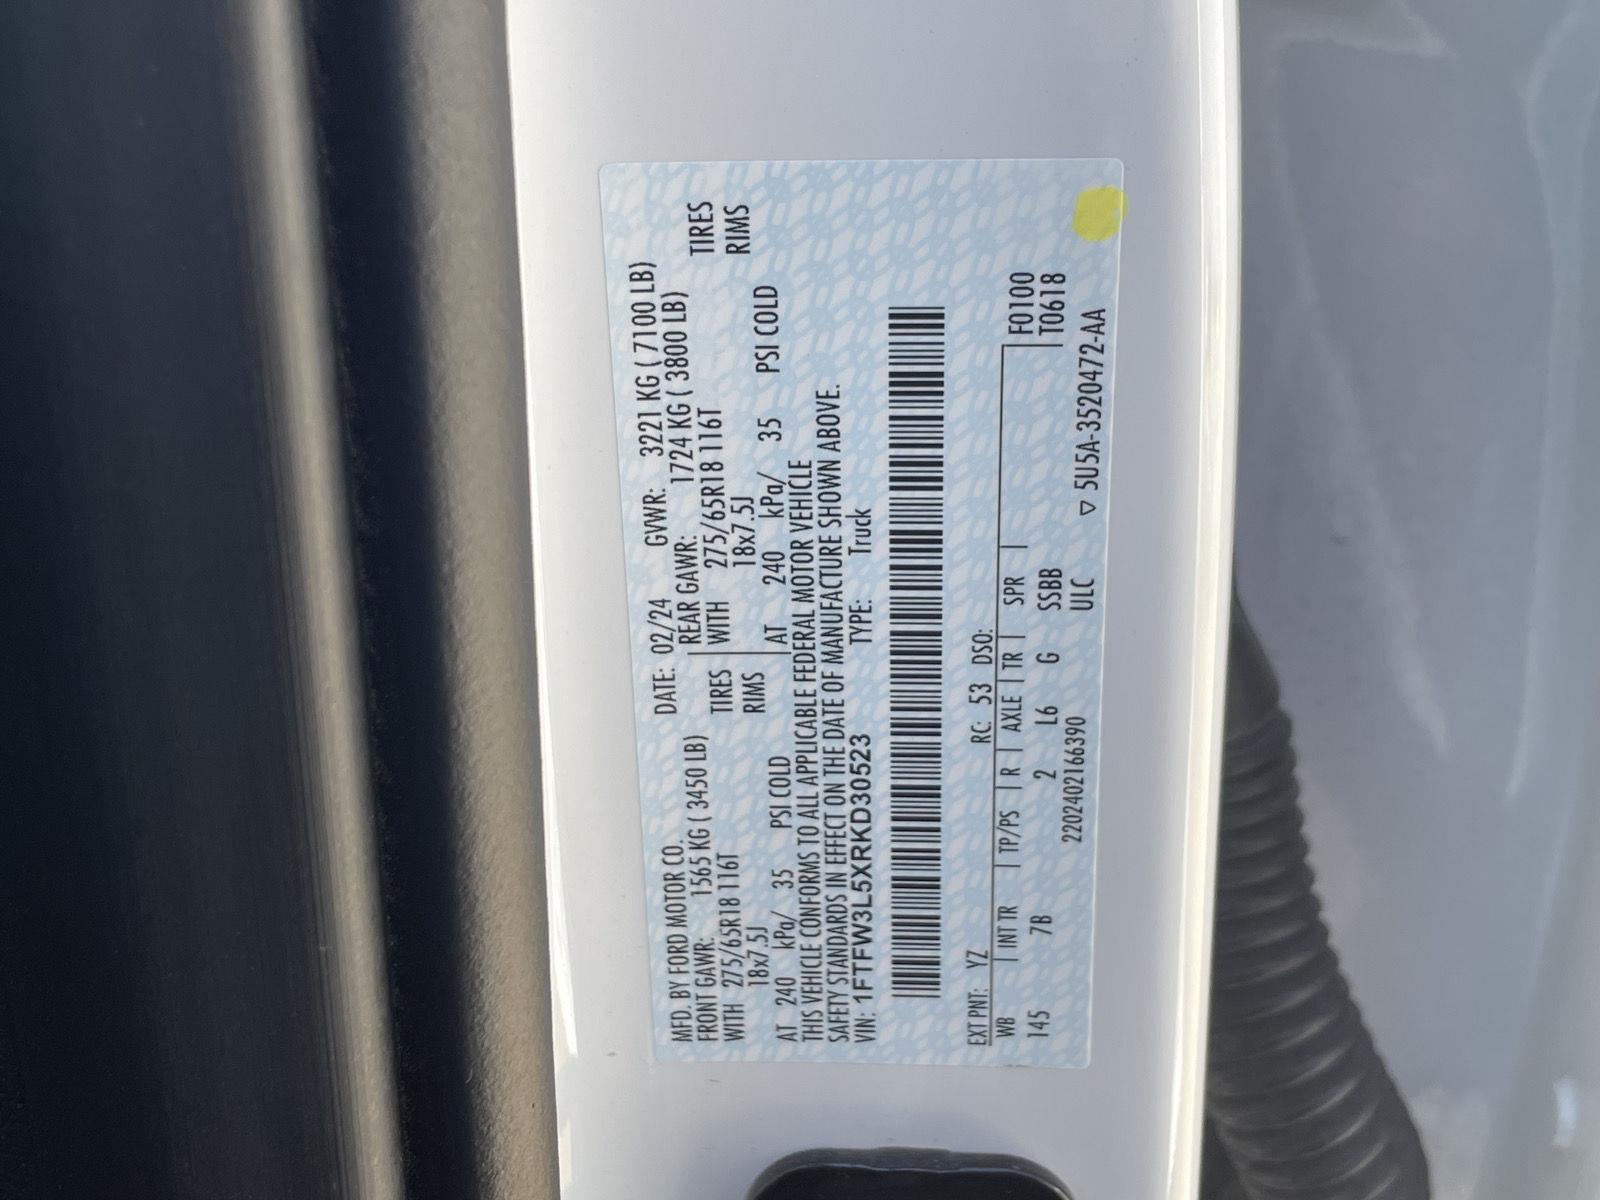 MFD. BY FORD MOTOR CO. DATE: 02/24 GVWR: 3221 KG ( 7100 LB)
FRONT GAWR: 1565 KG ( 3450 LB) REAR GAWR: 1724 KG ( 3800 LB)
WITH 275/65R18 116T TIRES WITH 275/65R18 116T TIRES
18x7.5J RIMS 18x7.5J RIMS
AT 240 kPa/ 35 PSI COLD AT 240 kPa/ 35 PSI COLD
THIS VEHICLE CONFORMS TO ALL APPLICABLE FEDERAL MOTOR VEHICLE
SAFETY STANDARDS IN EFFECT ON THE DATE OF MANUFACTURE SHOWN ABOVE.
VIN: 1FTFW3L5XRKD30523 TYPE: Truck
EXT PNT: YZ RC: 53 DSO:
WB | INT TR | TP/PS | R | AXLE | TR | SPR | F0100
145 7B 2 L6 G SSBB T0618
2202402166390 ULC ▽ 5U5A-3520472-AA